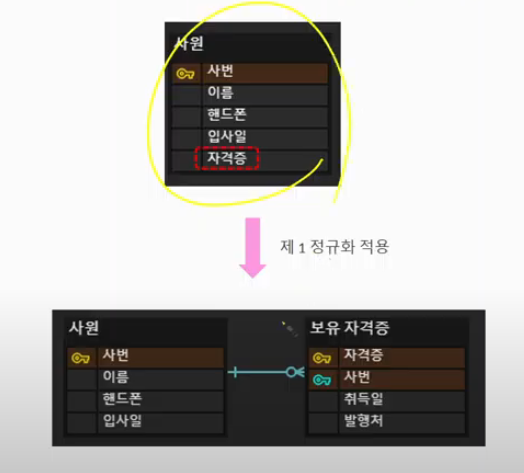 사원
사번
이름
핸드폰
입사일
자격증
제 1 정규화 적용
사원
사번
이름
핸드폰
입사일
보유 자격증
자격증
사번
취득일
발행처